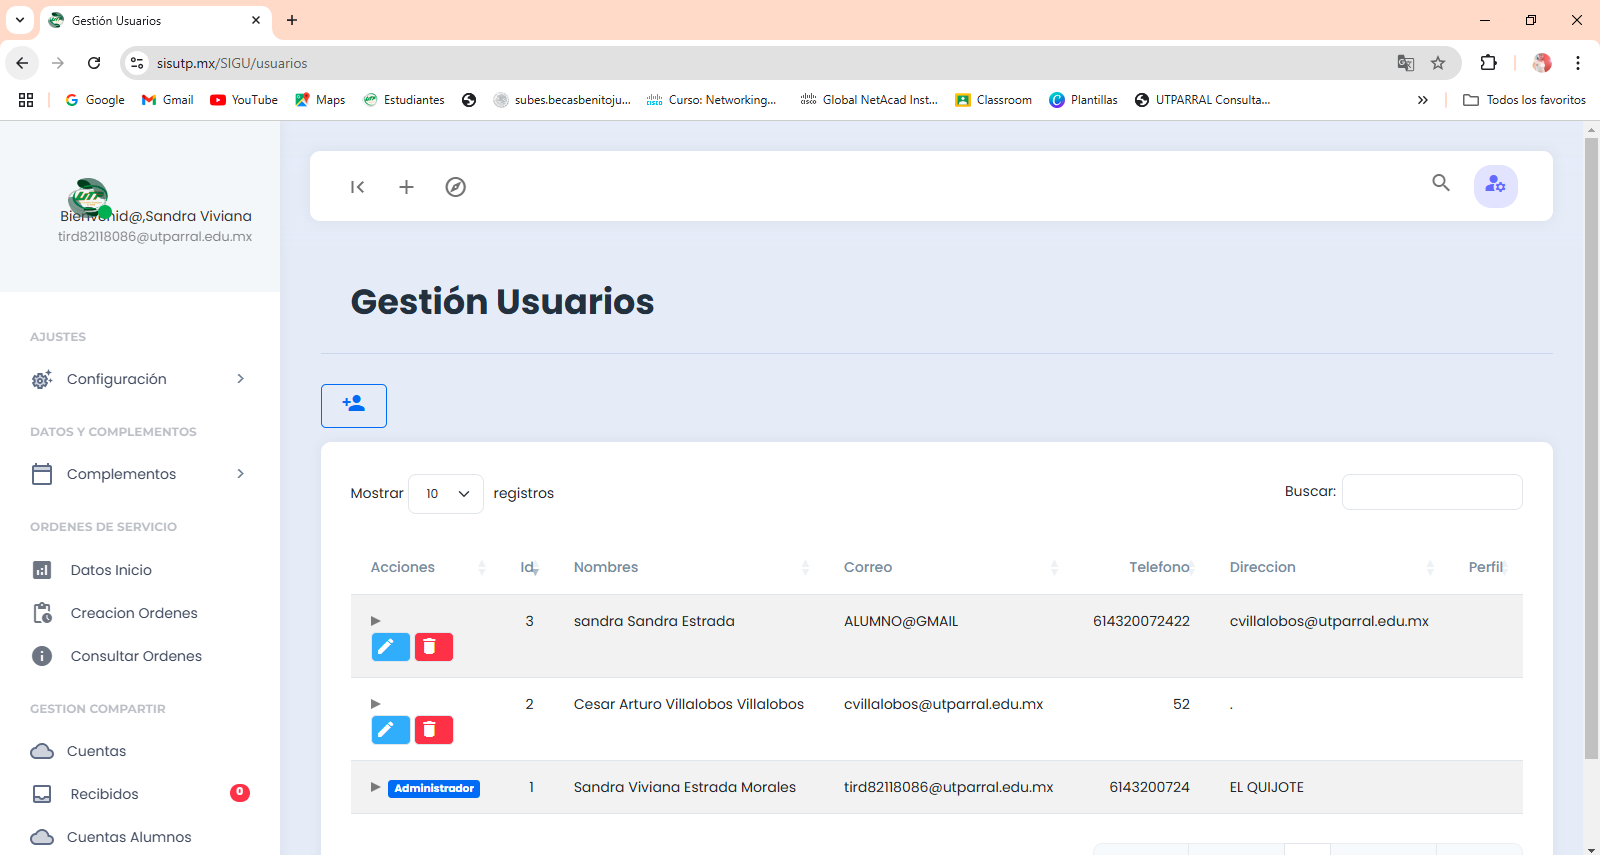 Gestión Usuarios
sisutp.mx/SIGU/usuarios
Google
Gmail
YouTube
Maps
Estudiantes
subes.becasbenitoju...
Curso: Networking...
Global NetAcad Inst...
Classroom
Plantillas
UTPARRAL Consulta...
Todos los favoritos
UTP
Bienvenid@,Sandra Viviana
tird82118086@utparral.edu.mx
AJUSTES
Configuración
DATOS Y COMPLEMENTOS
Complementos
ORDENES DE SERVICIO
Datos Inicio
Creacion Ordenes
Consultar Ordenes
GESTION COMPARTIR
Cuentas
Recibidos 0
Cuentas Alumnos
Gestión Usuarios
Mostrar 10 registros
Buscar:
Acciones Id Nombres Correo Telefono Direccion Perfil
3 sandra Sandra Estrada ALUMNO@GMAIL 614320072422 cvillalobos@utparral.edu.mx
2 Cesar Arturo Villalobos Villalobos cvillalobos@utparral.edu.mx 52 .
Administrador 1 Sandra Viviana Estrada Morales tird82118086@utparral.edu.mx 6143200724 EL QUIJOTE